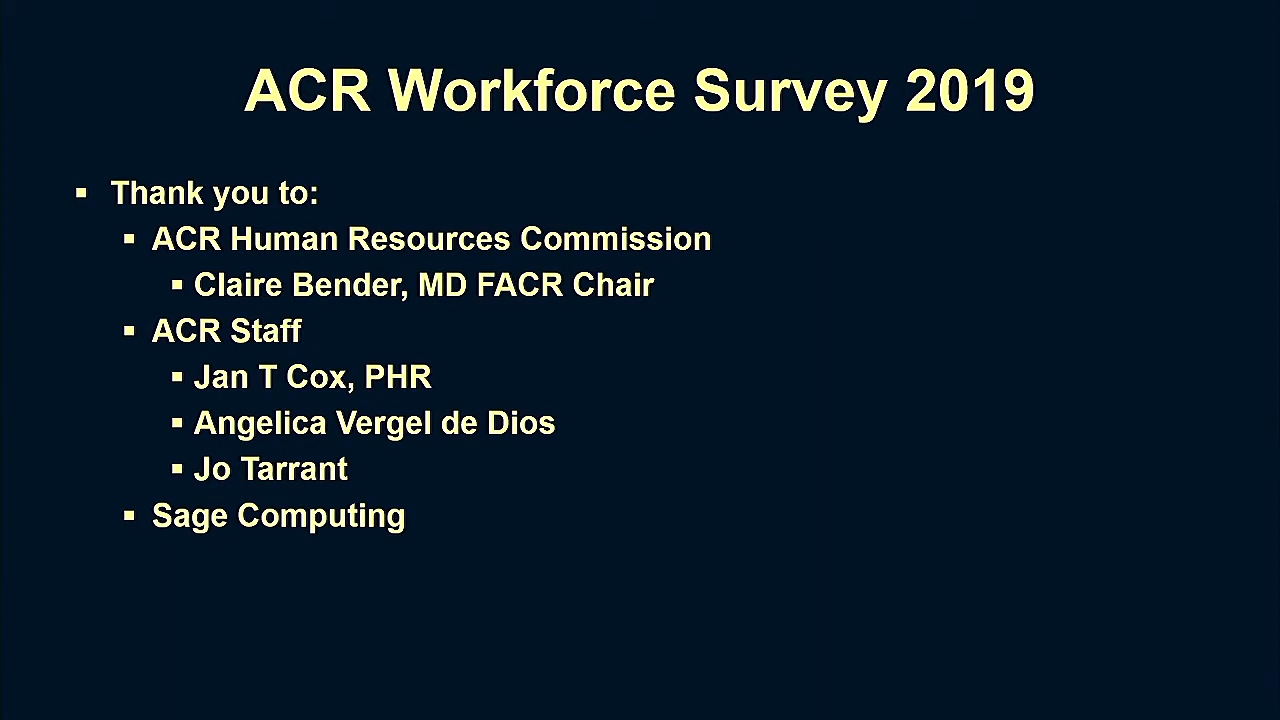 ACR Workforce Survey 2019
▪ Thank you to:
▪ ACR Human Resources Commission
▪ Claire Bender, MD FACR Chair
▪ ACR Staff
▪ Jan T Cox, PHR
▪ Angelica Vergel de Dios
▪ Jo Tarrant
▪ Sage Computing